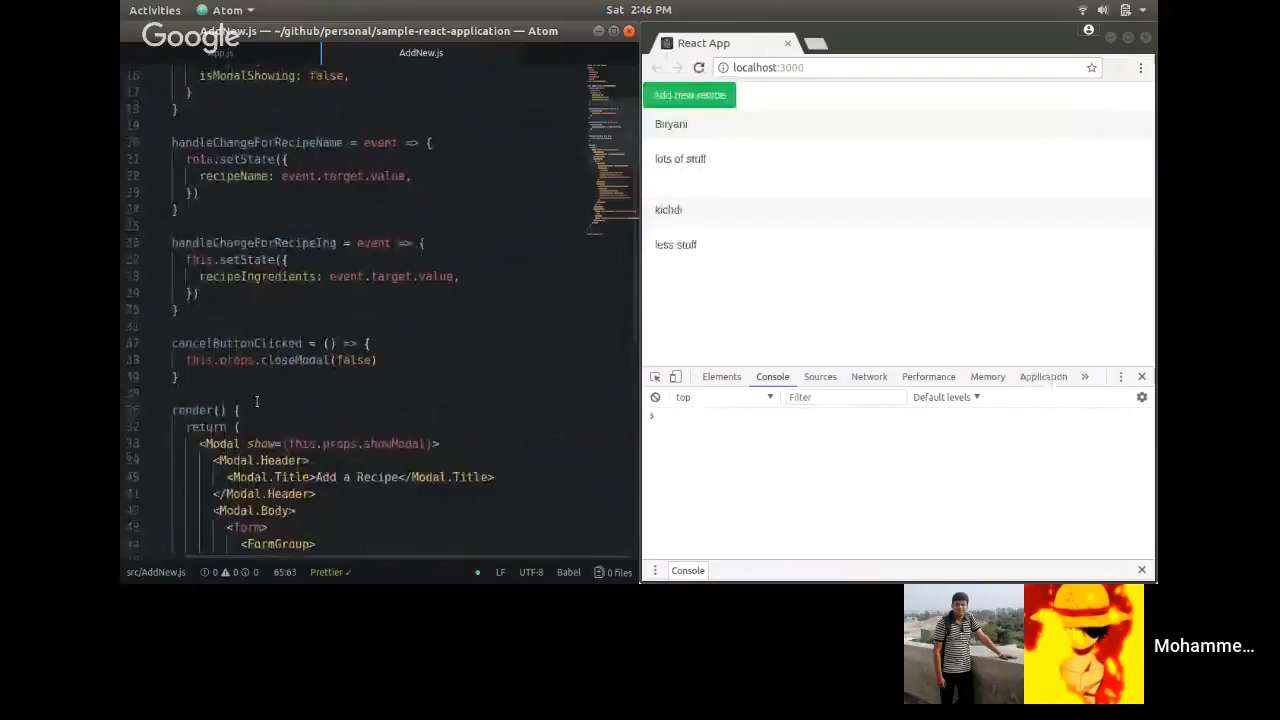 Activities
Atom
Sat 2:46 PM
AddNew.js — ~/github/personal/sample-react-application — Atom
Google
App.js
AddNew.js
isMonalShowing: false,
}
}
handleChangeForRecipeName = event => {
this.setState({
recipeName: event.target.value,
})
}
handleChangeForRecipeIng = event => {
this.setState({
recipeIngredients: event.target.value,
})
}
cancelButtonClicked = () => {
this.props.closeModal(false)
}
render() {
return (
<Modal show={this.props.showModal}>
<Modal.Header>
<Modal.Title>Add a Recipe</Modal.Title>
</Modal.Header>
<Modal.Body>
<form>
<FormGroup>
src/AddNew.js
0
0
0
65:63
Prettier ✓
LF
UTF-8
Babel
0 files
React App
localhost:3000
Add new recipe
Biryani
lots of stuff
kichdi
less stuff
Elements
Console
Sources
Network
Performance
Memory
Application
»
top
Filter
Default levels
Console
Mohamme...